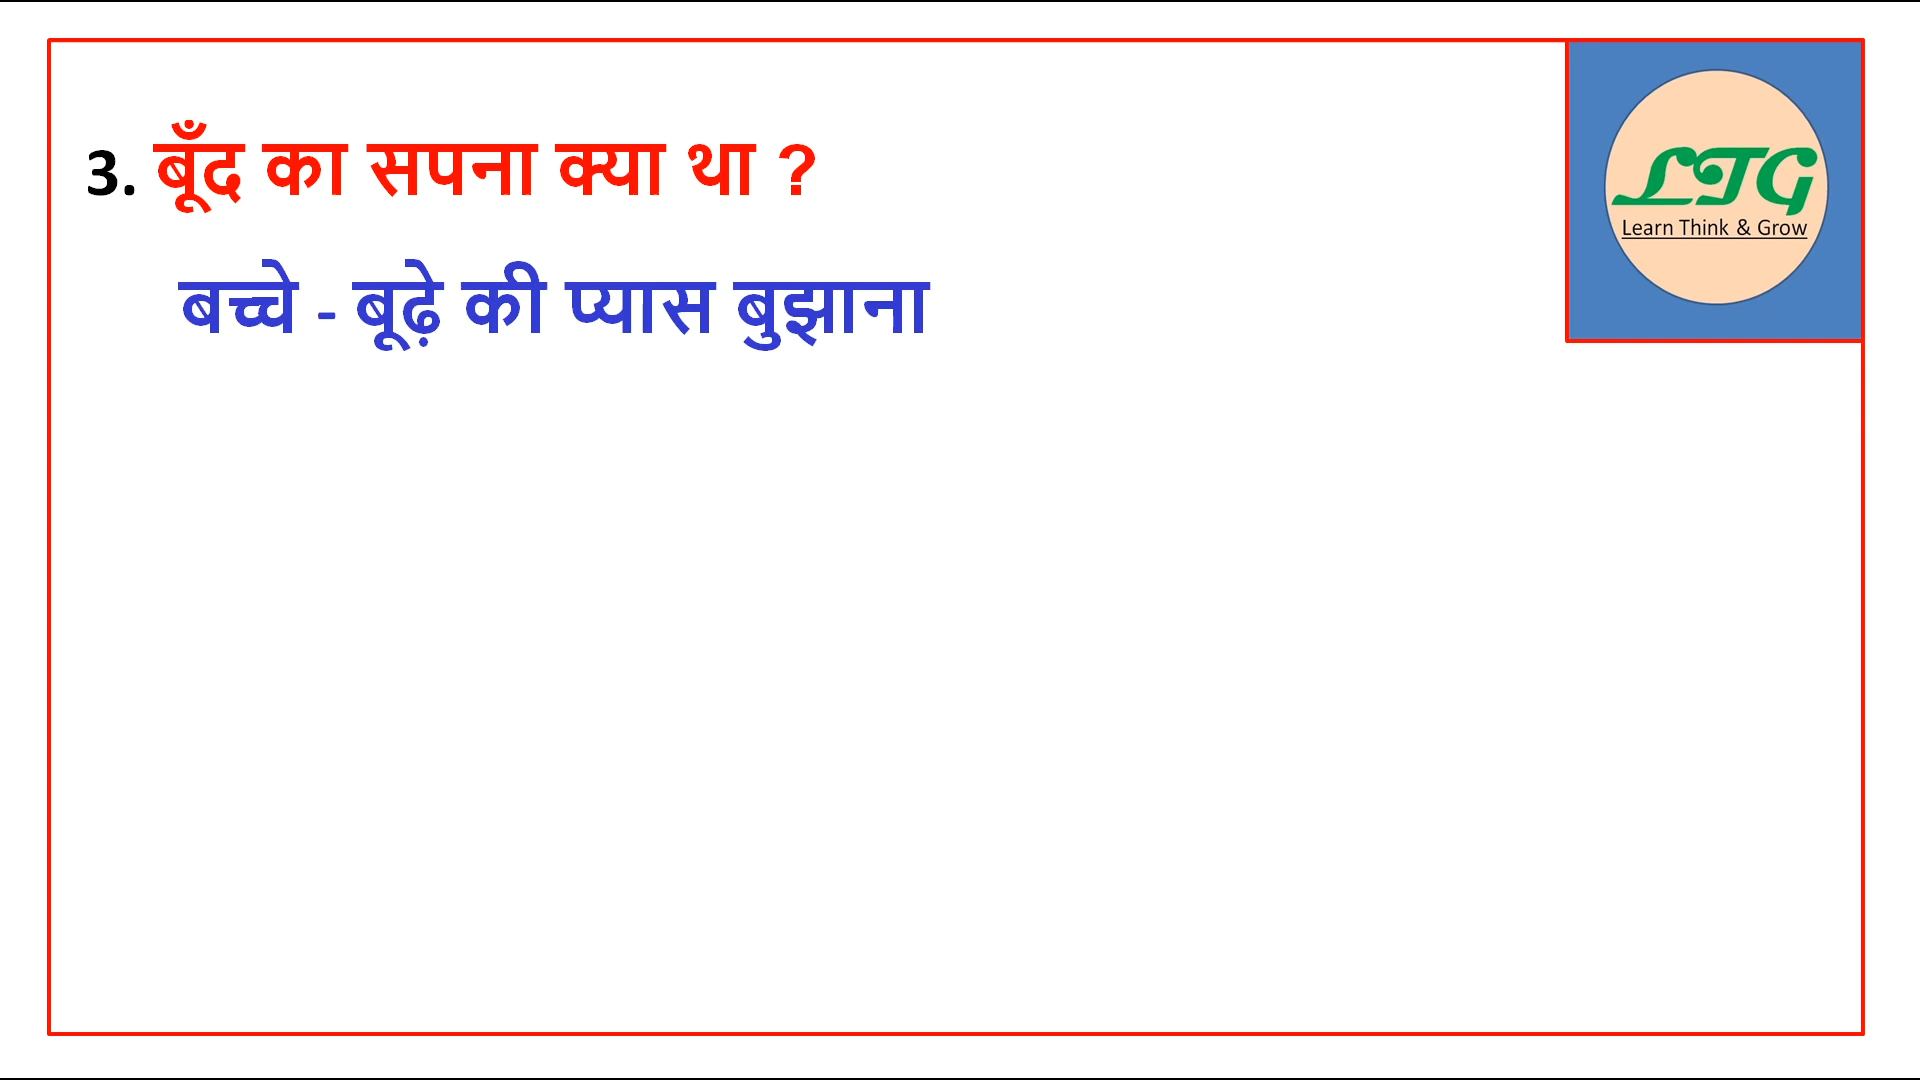 3. बूँद का सपना क्या था ?
बच्चे - बूढ़े की प्यास बुझाना
LTG
Learn Think & Grow